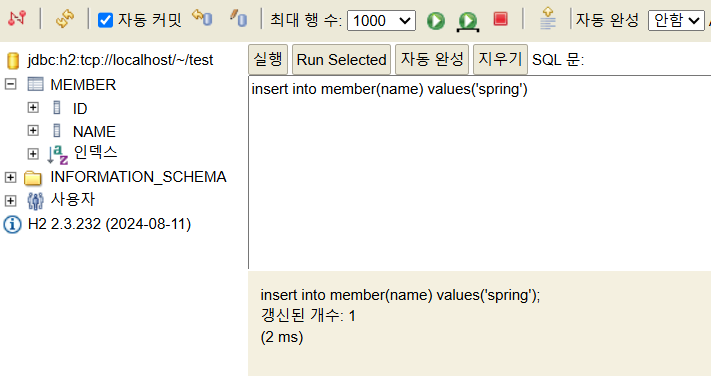 자동 커밋 최대 행 수: 1000 자동 완성 안함
jdbc:h2:tcp://localhost/~/test
MEMBER
ID
NAME
인덱스
INFORMATION_SCHEMA
사용자
H2 2.3.232 (2024-08-11)
실행 Run Selected 자동 완성 지우기 SQL 문:
insert into member(name) values('spring')
insert into member(name) values('spring');
갱신된 개수: 1
(2 ms)